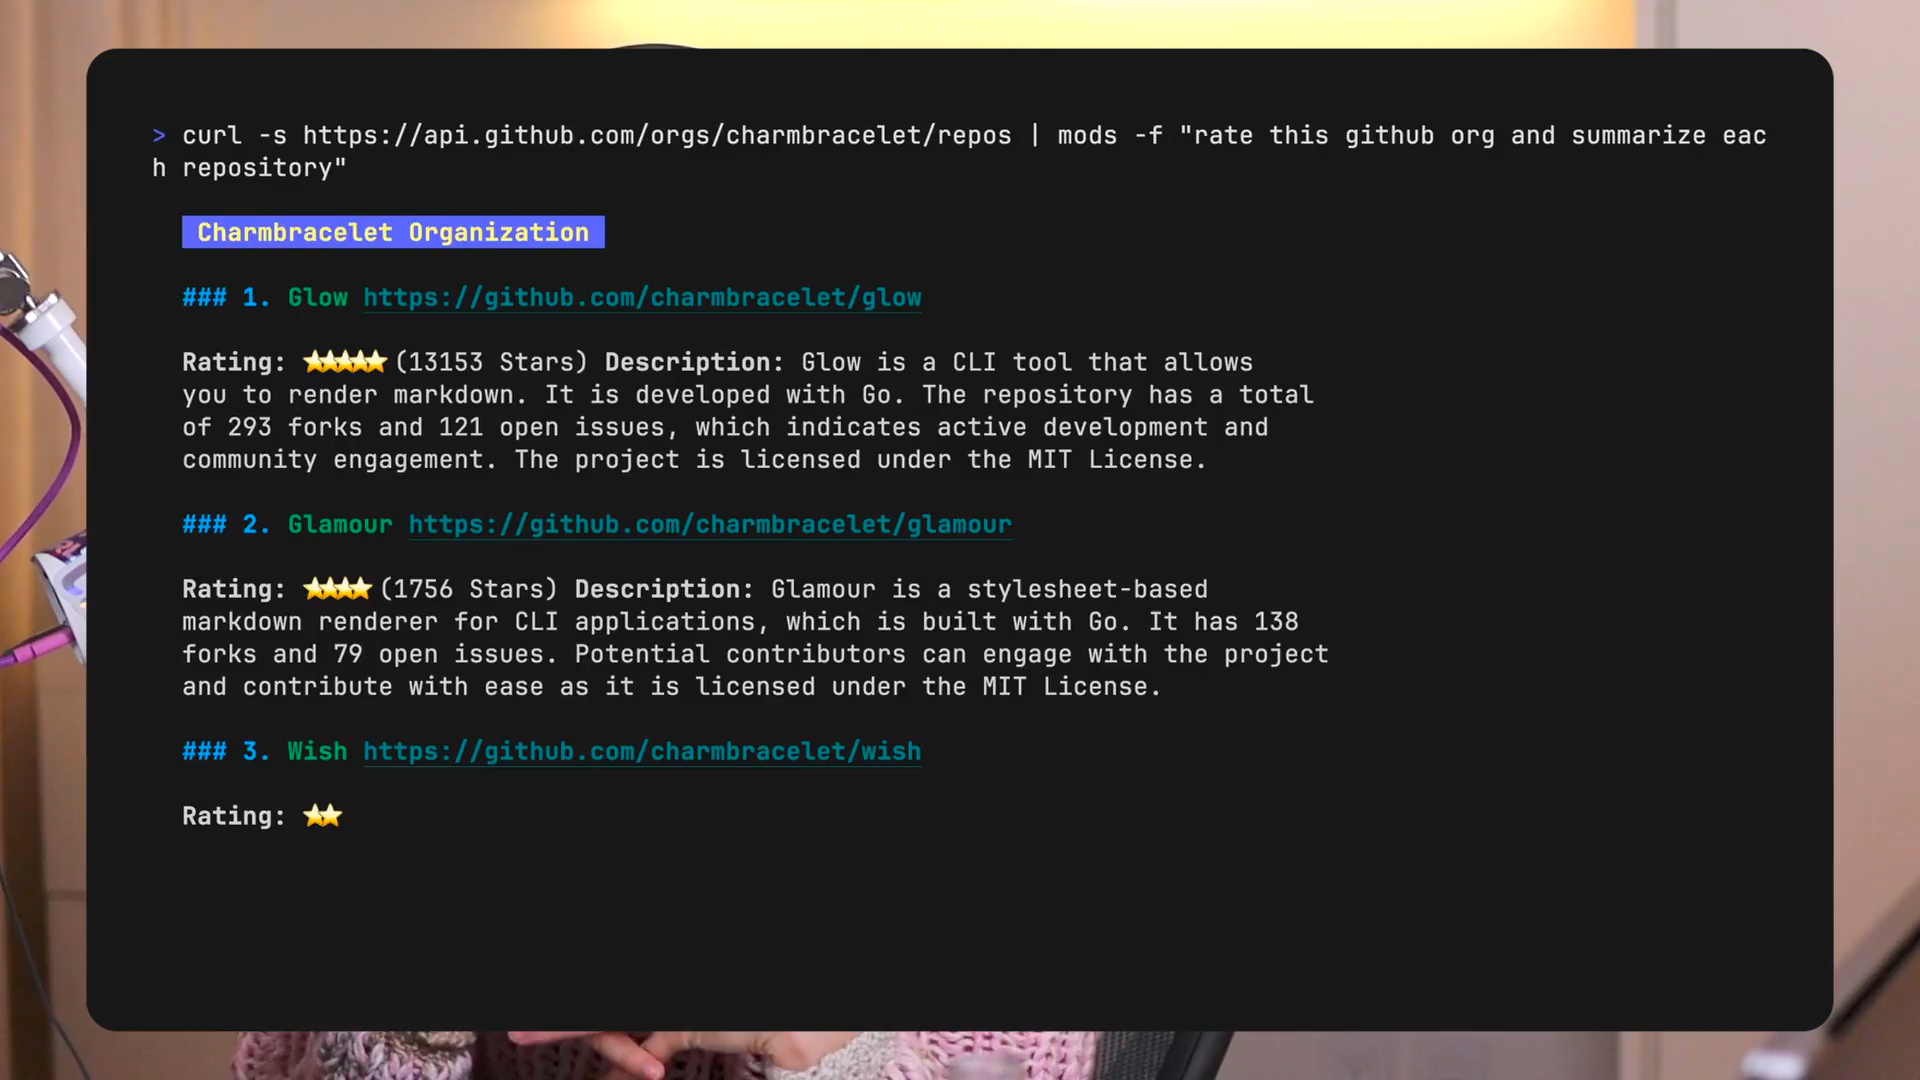 > curl -s https://api.github.com/orgs/charmbracelet/repos | mods -f "rate this github org and summarize eac
h repository"
Charmbracelet Organization
### 1. Glow https://github.com/charmbracelet/glow
Rating: ⭐⭐⭐⭐⭐ (13153 Stars) Description: Glow is a CLI tool that allows
you to render markdown. It is developed with Go. The repository has a total
of 293 forks and 121 open issues, which indicates active development and
community engagement. The project is licensed under the MIT License.
### 2. Glamour https://github.com/charmbracelet/glamour
Rating: ⭐⭐⭐⭐ (1756 Stars) Description: Glamour is a stylesheet-based
markdown renderer for CLI applications, which is built with Go. It has 138
forks and 79 open issues. Potential contributors can engage with the project
and contribute with ease as it is licensed under the MIT License.
### 3. Wish https://github.com/charmbracelet/wish
Rating: ⭐⭐